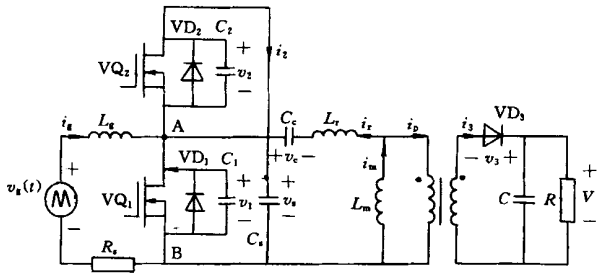 VD₂ C₂
+ i₂
VQ₂ v₂
−
i_g L_g A C_c L_r i_r i_p i₃ VD₃
+ v_c − − v₃ +
VD₁ C₁ i_m
+ + + +
v_g(t) VQ₁ v₁ v_s L_m C R V
− − − −
C_s
R_s B